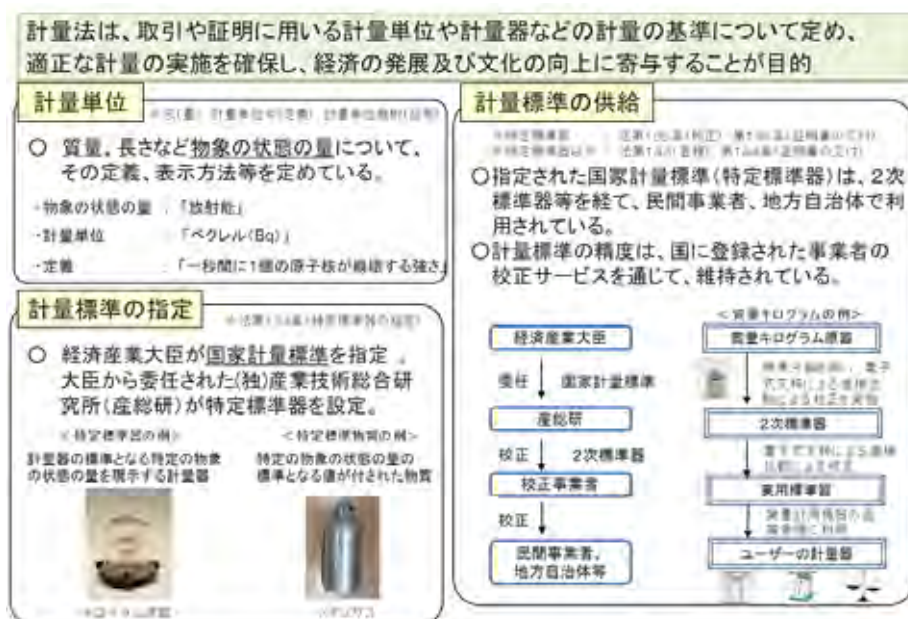 計量法は、取引や証明に用いる計量単位や計量器などの計量の基準について定め、
適正な計量の実施を確保し、経済の発展及び文化の向上に寄与することが目的
計量単位
○ 質量、長さなど物象の状態の量について、
その定義、表示方法等を定めている。
・物象の状態の量 :「放射能」
・計量単位 :「ベクレル(Bq)」
・定義 :「一秒間に1個の原子核が崩壊する強さ」
計量標準の指定
○ 経済産業大臣が国家計量標準を指定。
大臣から委任された(独)産業技術総合研
究所(産総研)が特定標準器を設定。
<特定標準器の例>
計量器の標準となる特定の物象
の状態の量を現示する計量器
<特定標準物質の例>
特定の物象の状態の量の
標準となる値が付された物質
計量標準の供給
○指定された国家計量標準(特定標準器)は、2次
標準器等を経て、民間事業者、地方自治体で利
用されている。
○計量標準の精度は、国に登録された事業者の
校正サービスを通じて、維持されている。
経済産業大臣
委任 国家計量標準
産総研
校正 2次標準器
校正事業者
校正
民間事業者、
地方自治体等
<質量キログラムの例>
質量キログラム原器
2次標準器
実用標準器
ユーザーの計量器